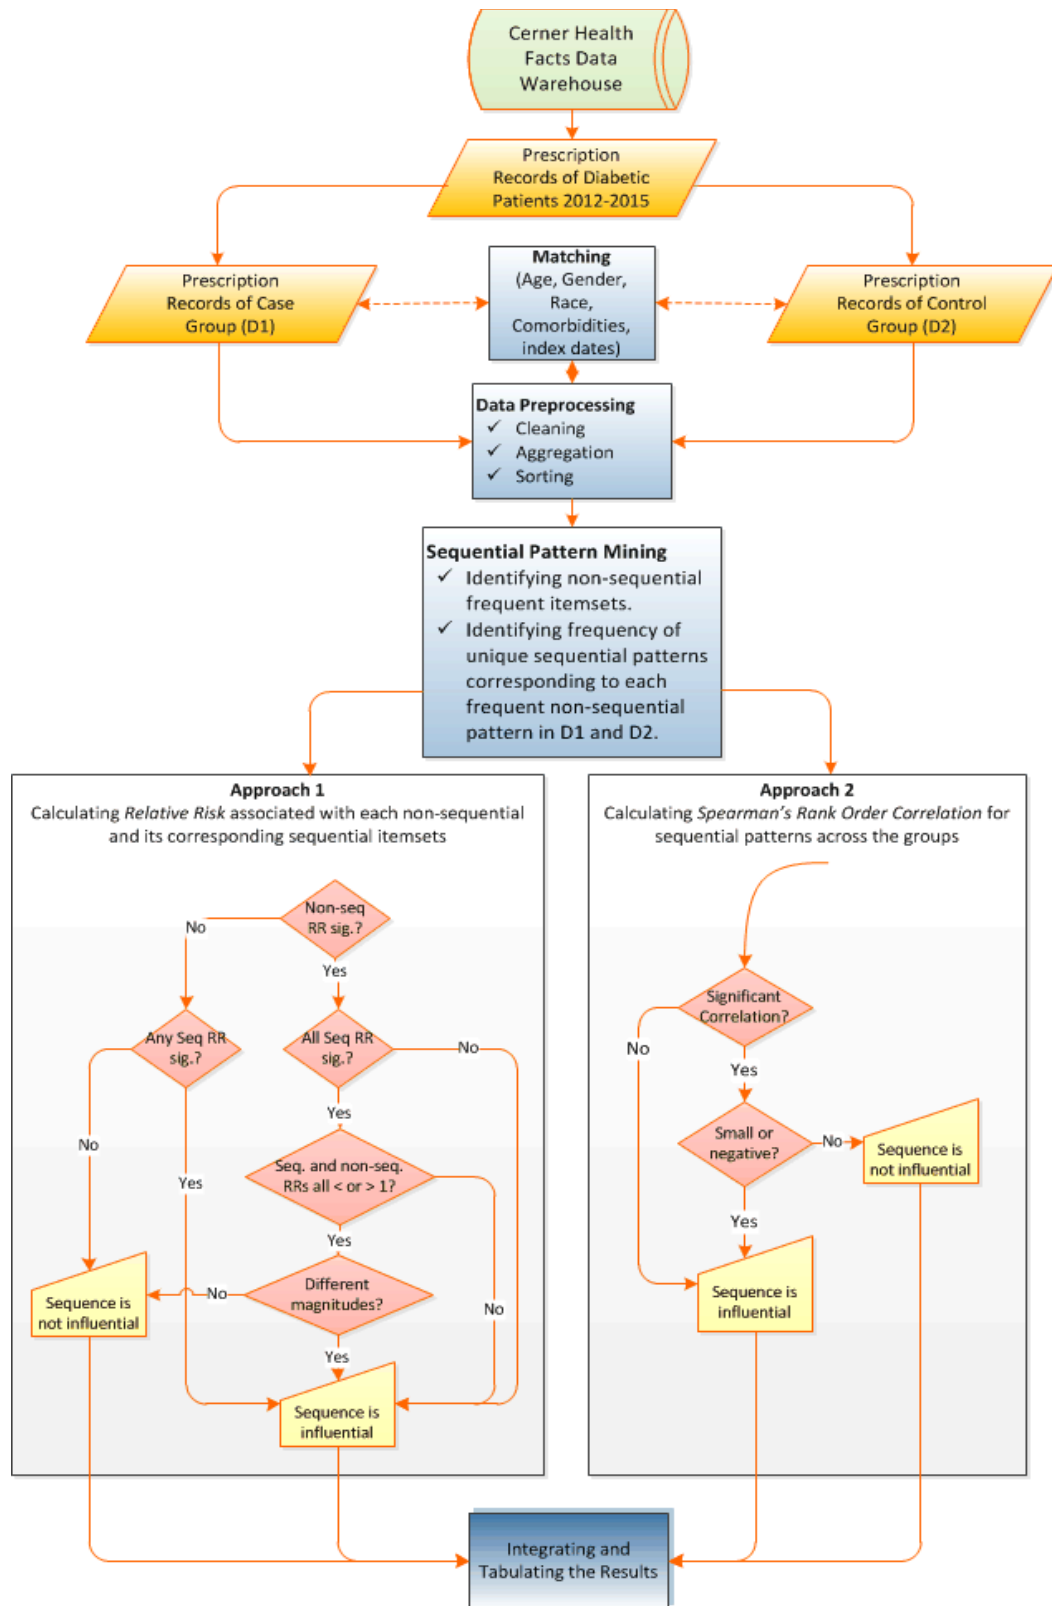 Cerner Health
Facts Data
Warehouse
Prescription
Records of Diabetic
Patients 2012-2015
Prescription
Records of Case
Group (D1)
Matching
(Age, Gender,
Race,
Comorbidities,
index dates)
Prescription
Records of Control
Group (D2)
Data Preprocessing
✓ Cleaning
✓ Aggregation
✓ Sorting
Sequential Pattern Mining
✓ Identifying non-sequential
frequent itemsets.
✓ Identifying frequency of
unique sequential patterns
corresponding to each
frequent non-sequential
pattern in D1 and D2.
Approach 1
Calculating Relative Risk associated with each non-sequential
and its corresponding sequential itemsets
Non-seq
RR sig.?
No
Yes
Any Seq RR
sig.?
All Seq RR
sig.?
No
No
Yes
Yes
Seq. and non-seq.
RRs all < or > 1?
Yes
No
Different
magnitudes?
No
Yes
Sequence is
not influential
Sequence is
influential
Approach 2
Calculating Spearman's Rank Order Correlation for
sequential patterns across the groups
Significant
Correlation?
No
Yes
Small or
negative?
No
Sequence is
not influential
Yes
Sequence is
influential
Integrating and
Tabulating the Results